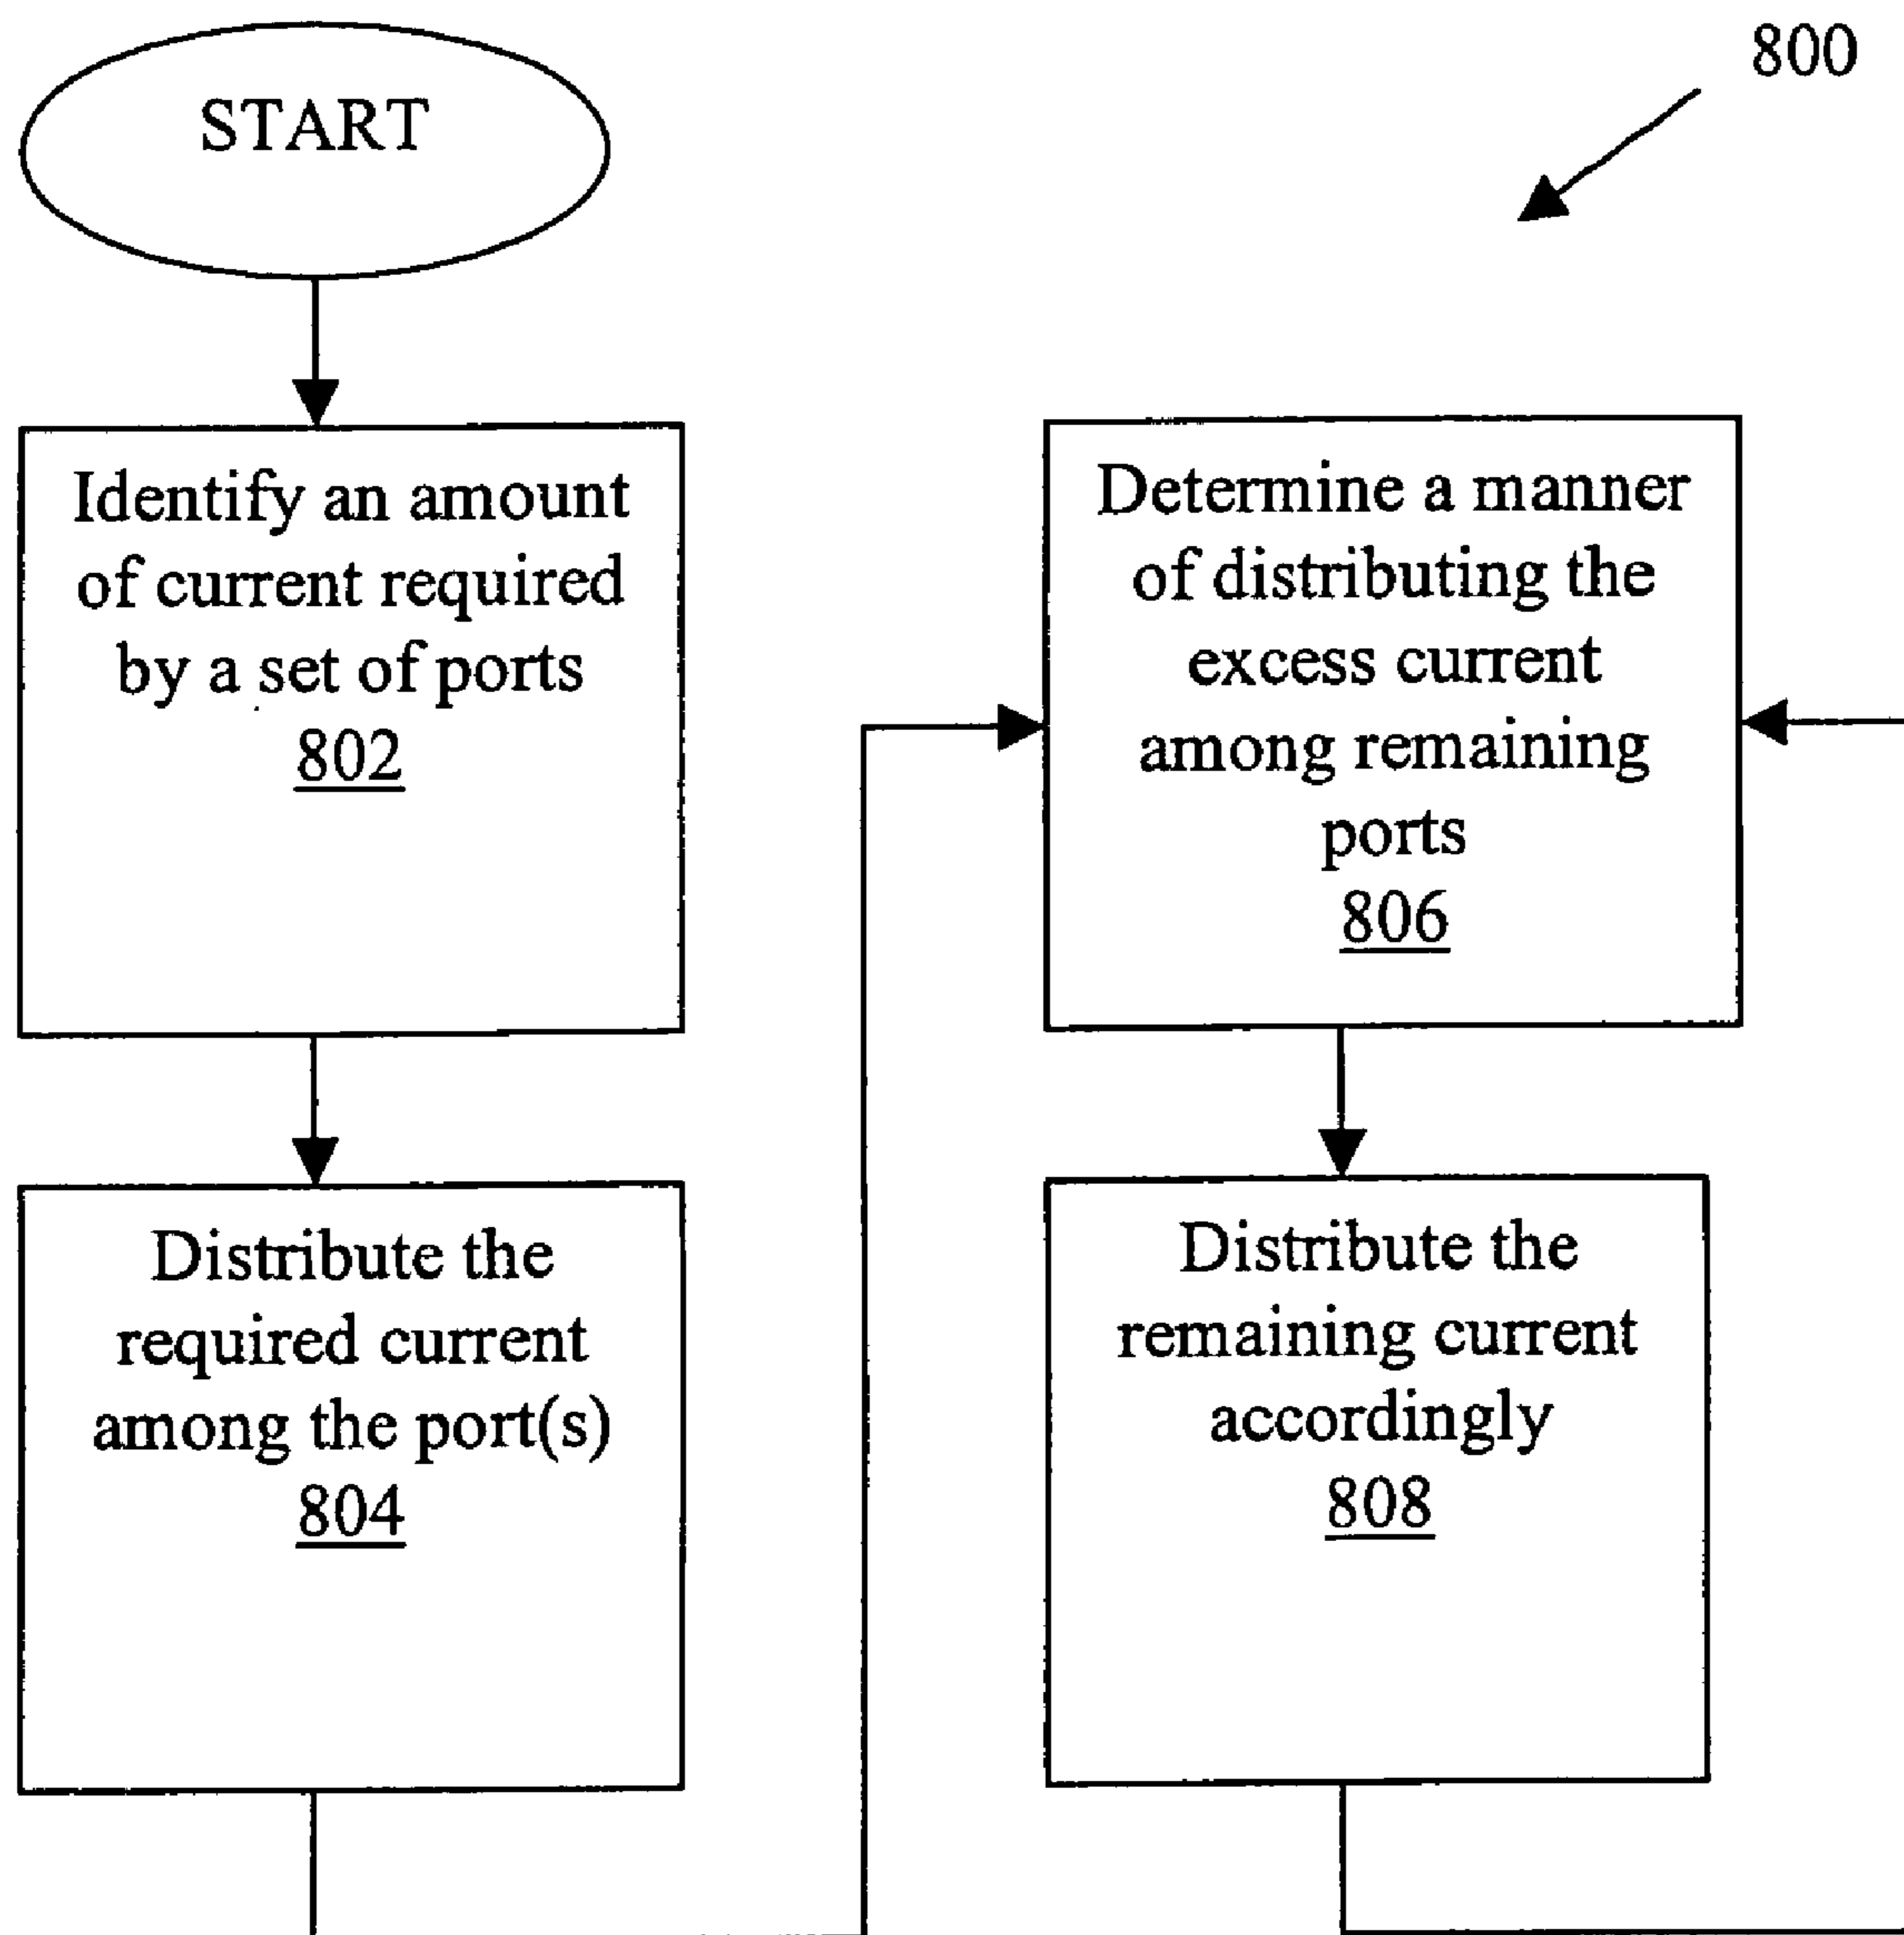 START
800
Identify an amount
of current required
by a set of ports
802
Distribute the
required current
among the port(s)
804
Determine a manner
of distributing the
excess current
among remaining
ports
806
Distribute the
remaining current
accordingly
808